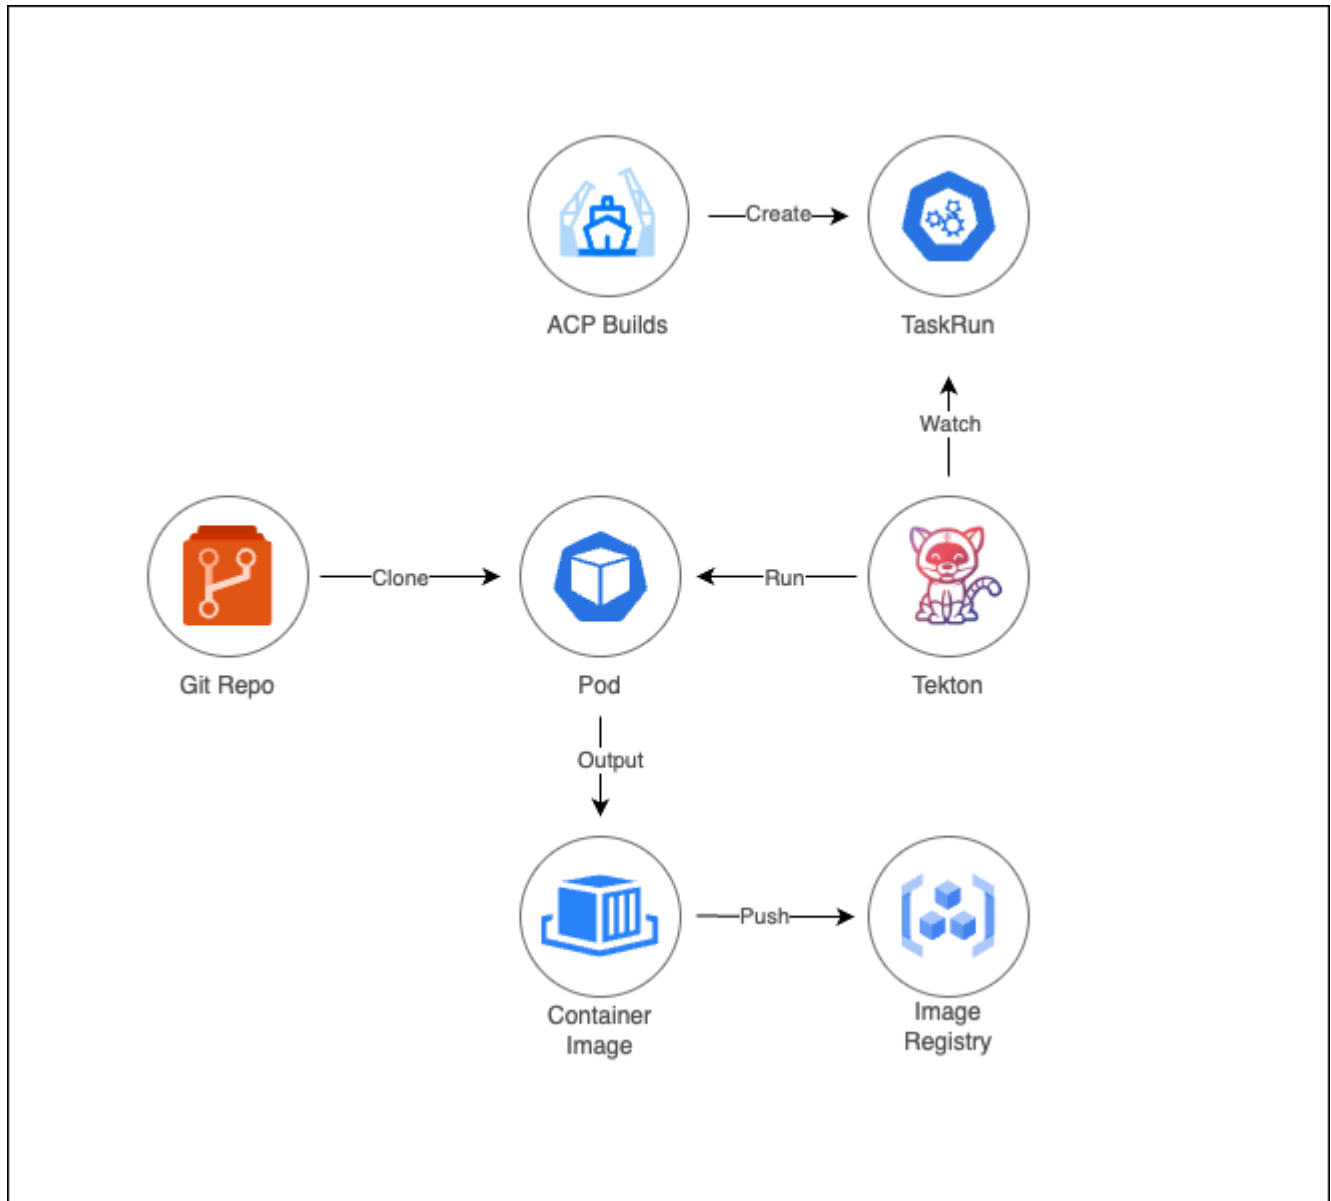 Create
ACP Builds
TaskRun
Watch
Clone
Run
Git Repo
Pod
Tekton
Output
Push
Container
Image
Image
Registry